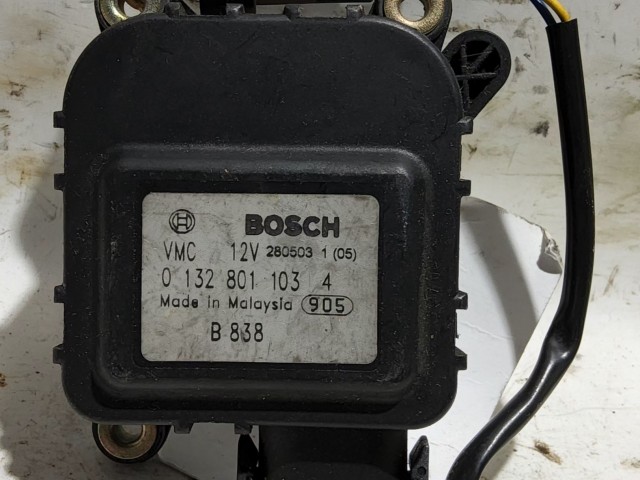 BOSCH
VMC 12V 280503 1 (05)
0 132 801 103 4
Made in Malaysia 905
B 838